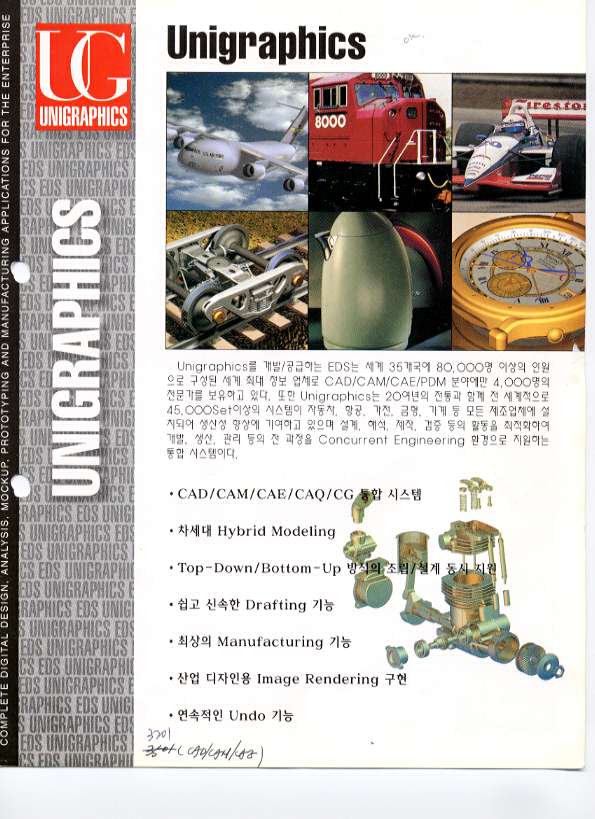 UG
UNIGRAPHICS
Unigraphics
8000
Firestone
COMPLETE DIGITAL DESIGN, ANALYSIS, MOCKUP, PROTOTYPING AND MANUFACTURING APPLICATIONS FOR THE ENTERPRISE
UNIGRAPHICS
Unigraphics를 개발/공급하는 EDS는 세계 35개국에 80,000명 이상의 인원
으로 구성된 세계 최대 정보 업체로 CAD/CAM/CAE/PDM 분야에만 4,000명의
전문가를 보유하고 있다. 또한 Unigraphics는 20여년의 전통과 함께 전 세계적으로
45,000Set이상의 시스템이 자동차, 항공, 가전, 금형, 기계 등 모든 제조업체에 설
치되어 생산성 향상에 기여하고 있으며 설계, 해석, 제작, 검증 등의 활동을 최적화하여
개발, 생산, 관리 등의 전 과정을 Concurrent Engineering 환경으로 지원하는
통합 시스템이다.
• CAD/CAM/CAE/CAQ/CG 통합 시스템
• 차세대 Hybrid Modeling
• Top-Down/Bottom-Up 방식의 조립/설계 동시 지원
• 쉽고 신속한 Drafting 기능
• 최상의 Manufacturing 기능
• 산업 디자인용 Image Rendering 구현
• 연속적인 Undo 기능
3201
(CAD/CAM/CAE)